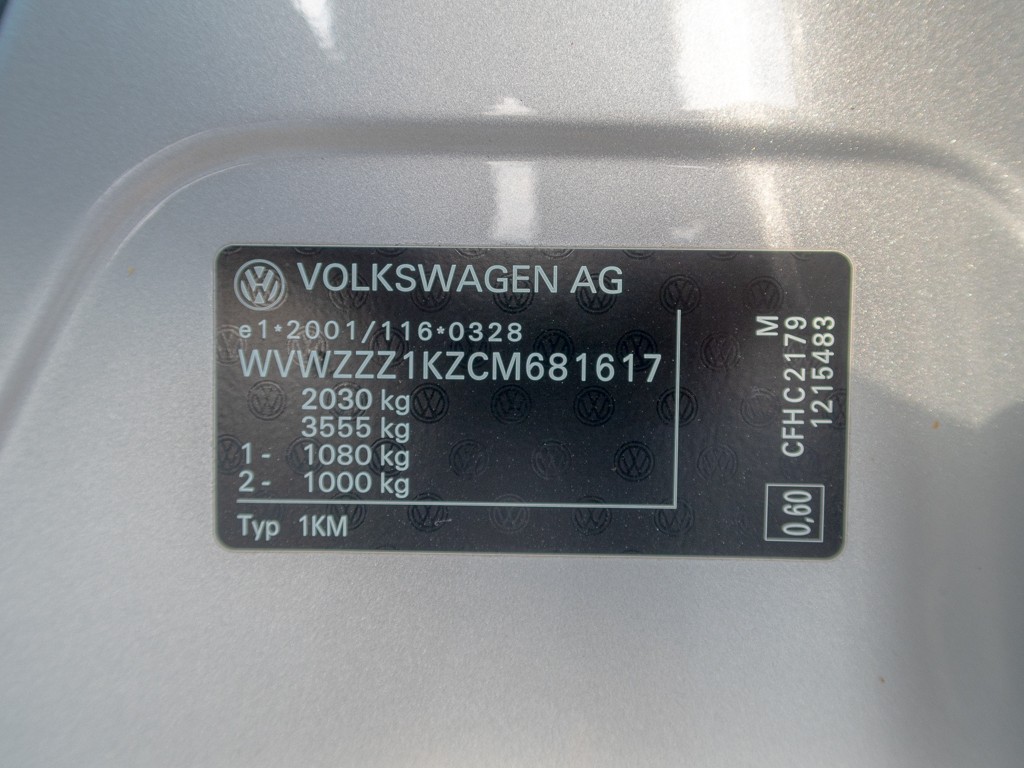 VOLKSWAGEN AG
e1*2001/116*0328
WVWZZZ1KZCM681617
2030 kg
3555 kg
1- 1080 kg
2- 1000 kg
Typ 1KM
M
CFHC2179
1215483
0,60